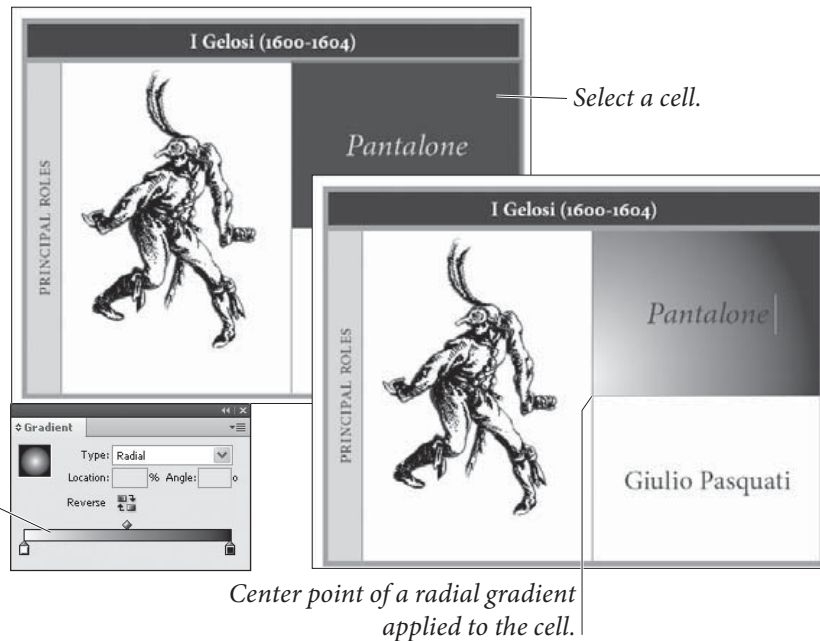 I Gelosi (1600-1604)
PRINCIPAL ROLES
Pantalone
Select a cell.
I Gelosi (1600-1604)
PRINCIPAL ROLES
Pantalone
Giulio Pasquati
Gradient
Type: Radial
Location: % Angle: °
Reverse
Center point of a radial gradient
applied to the cell.